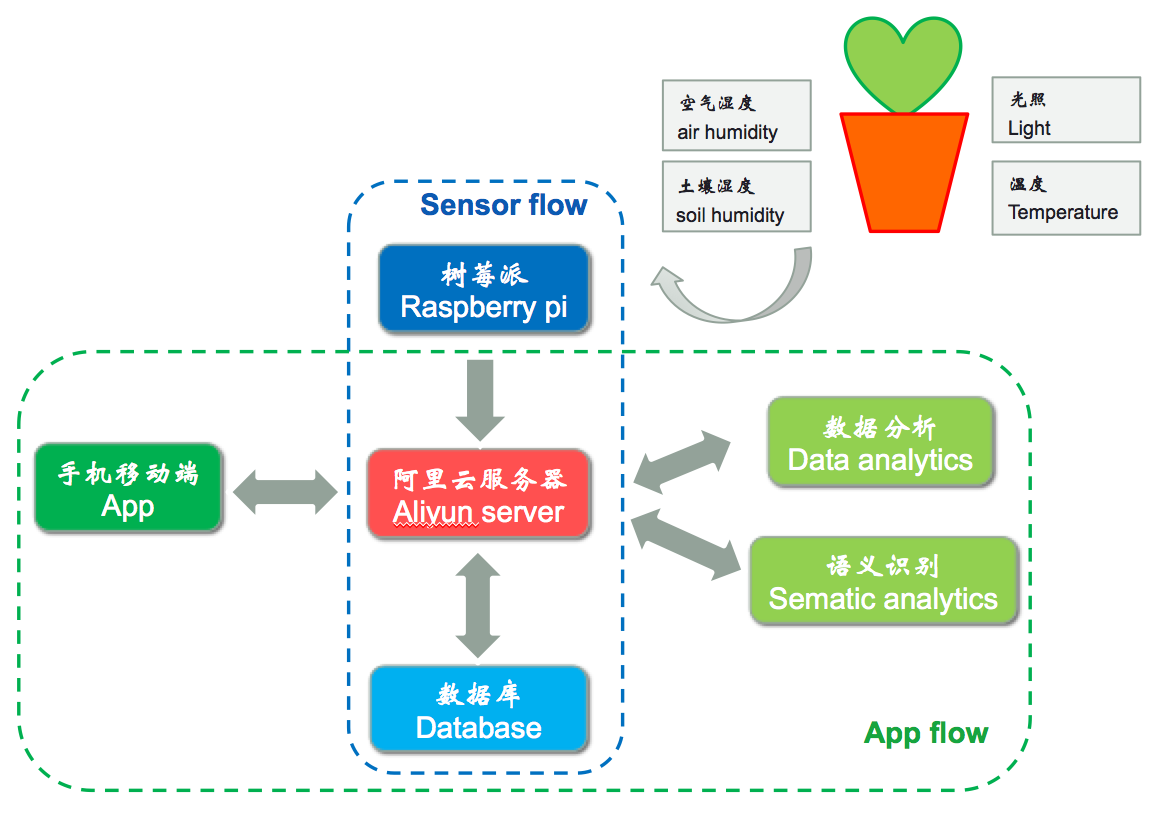 空气湿度
air humidity
光照
Light
土壤湿度
soil humidity
温度
Temperature
Sensor flow
树莓派
Raspberry pi
手机移动端
App
阿里云服务器
Aliyun server
数据分析
Data analytics
语义识别
Sematic analytics
数据库
Database
App flow